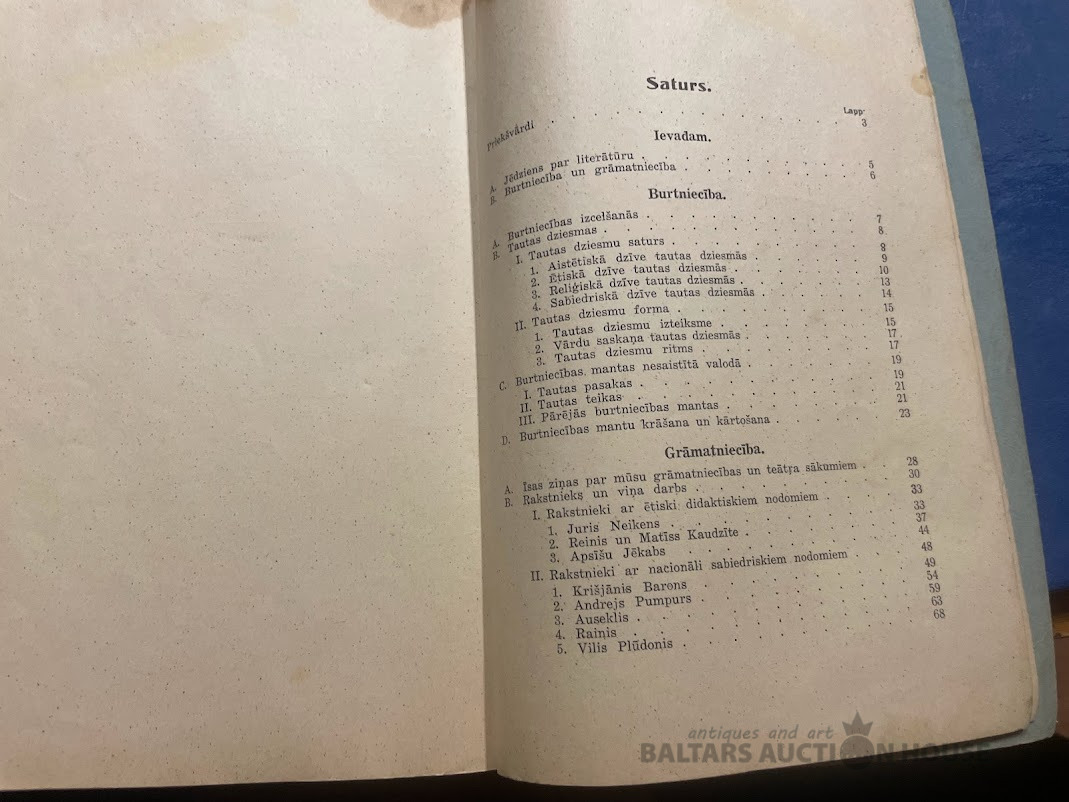 Saturs.
Lapp.
Priekšvārdi . . . . . . . . . . 3
Ievadam.
A. Jēdziens par literātūru . . . . . . . . . . 5
B. Burtniecība un grāmatniecība . . . . . . . . 6
Burtniecība.
A. Burtniecības izcelšanās . . . . . . . . . . 7
B. Tautas dziesmas . . . . . . . . . . 8
I. Tautas dziesmu saturs . . . . . . . . . 8
1. Aistētiskā dzīve tautas dziesmās . . . . . . 9
2. Ētiskā dzīve tautas dziesmās . . . . . . 10
3. Reliģiskā dzīve tautas dziesmās . . . . . . 13
4. Sabiedriskā dzīve tautas dziesmās . . . . . . 14
II. Tautas dziesmu forma . . . . . . . . . 15
1. Tautas dziesmu izteiksme . . . . . . . . 15
2. Vārdu saskaņa tautas dziesmās . . . . . . 17
3. Tautas dziesmu ritms . . . . . . . . 17
C. Burtniecības mantas nesaistītā valodā . . . . . . 19
I. Tautas pasakas . . . . . . . . . . 19
II. Tautas teikas . . . . . . . . . . 21
III. Pārējās burtniecības mantas . . . . . . . 21
D. Burtniecības mantu krāšana un kārtošana . . . . . 23
Grāmatniecība.
A. Īsas ziņas par mūsu grāmatniecības un teātŗa sākumiem . . 28
B. Rakstnieks un viņa darbs . . . . . . . . 30
I. Rakstnieki ar ētiski didaktiskiem nodomiem . . . . 33
1. Juris Neikens . . . . . . . . . 33
2. Reinis un Matīss Kaudzīte . . . . . . . 37
3. Apsīšu Jēkabs . . . . . . . . . 44
II. Rakstnieki ar nacionāli sabiedriskiem nodomiem . . . 48
1. Krišjānis Barons . . . . . . . . 49
2. Andrejs Pumpurs . . . . . . . . 54
3. Auseklis . . . . . . . . . . 59
4. Rainis . . . . . . . . . . 63
5. Vilis Plūdonis . . . . . . . . . 68
antiques and art
BALTARS AUCTION HOUSE